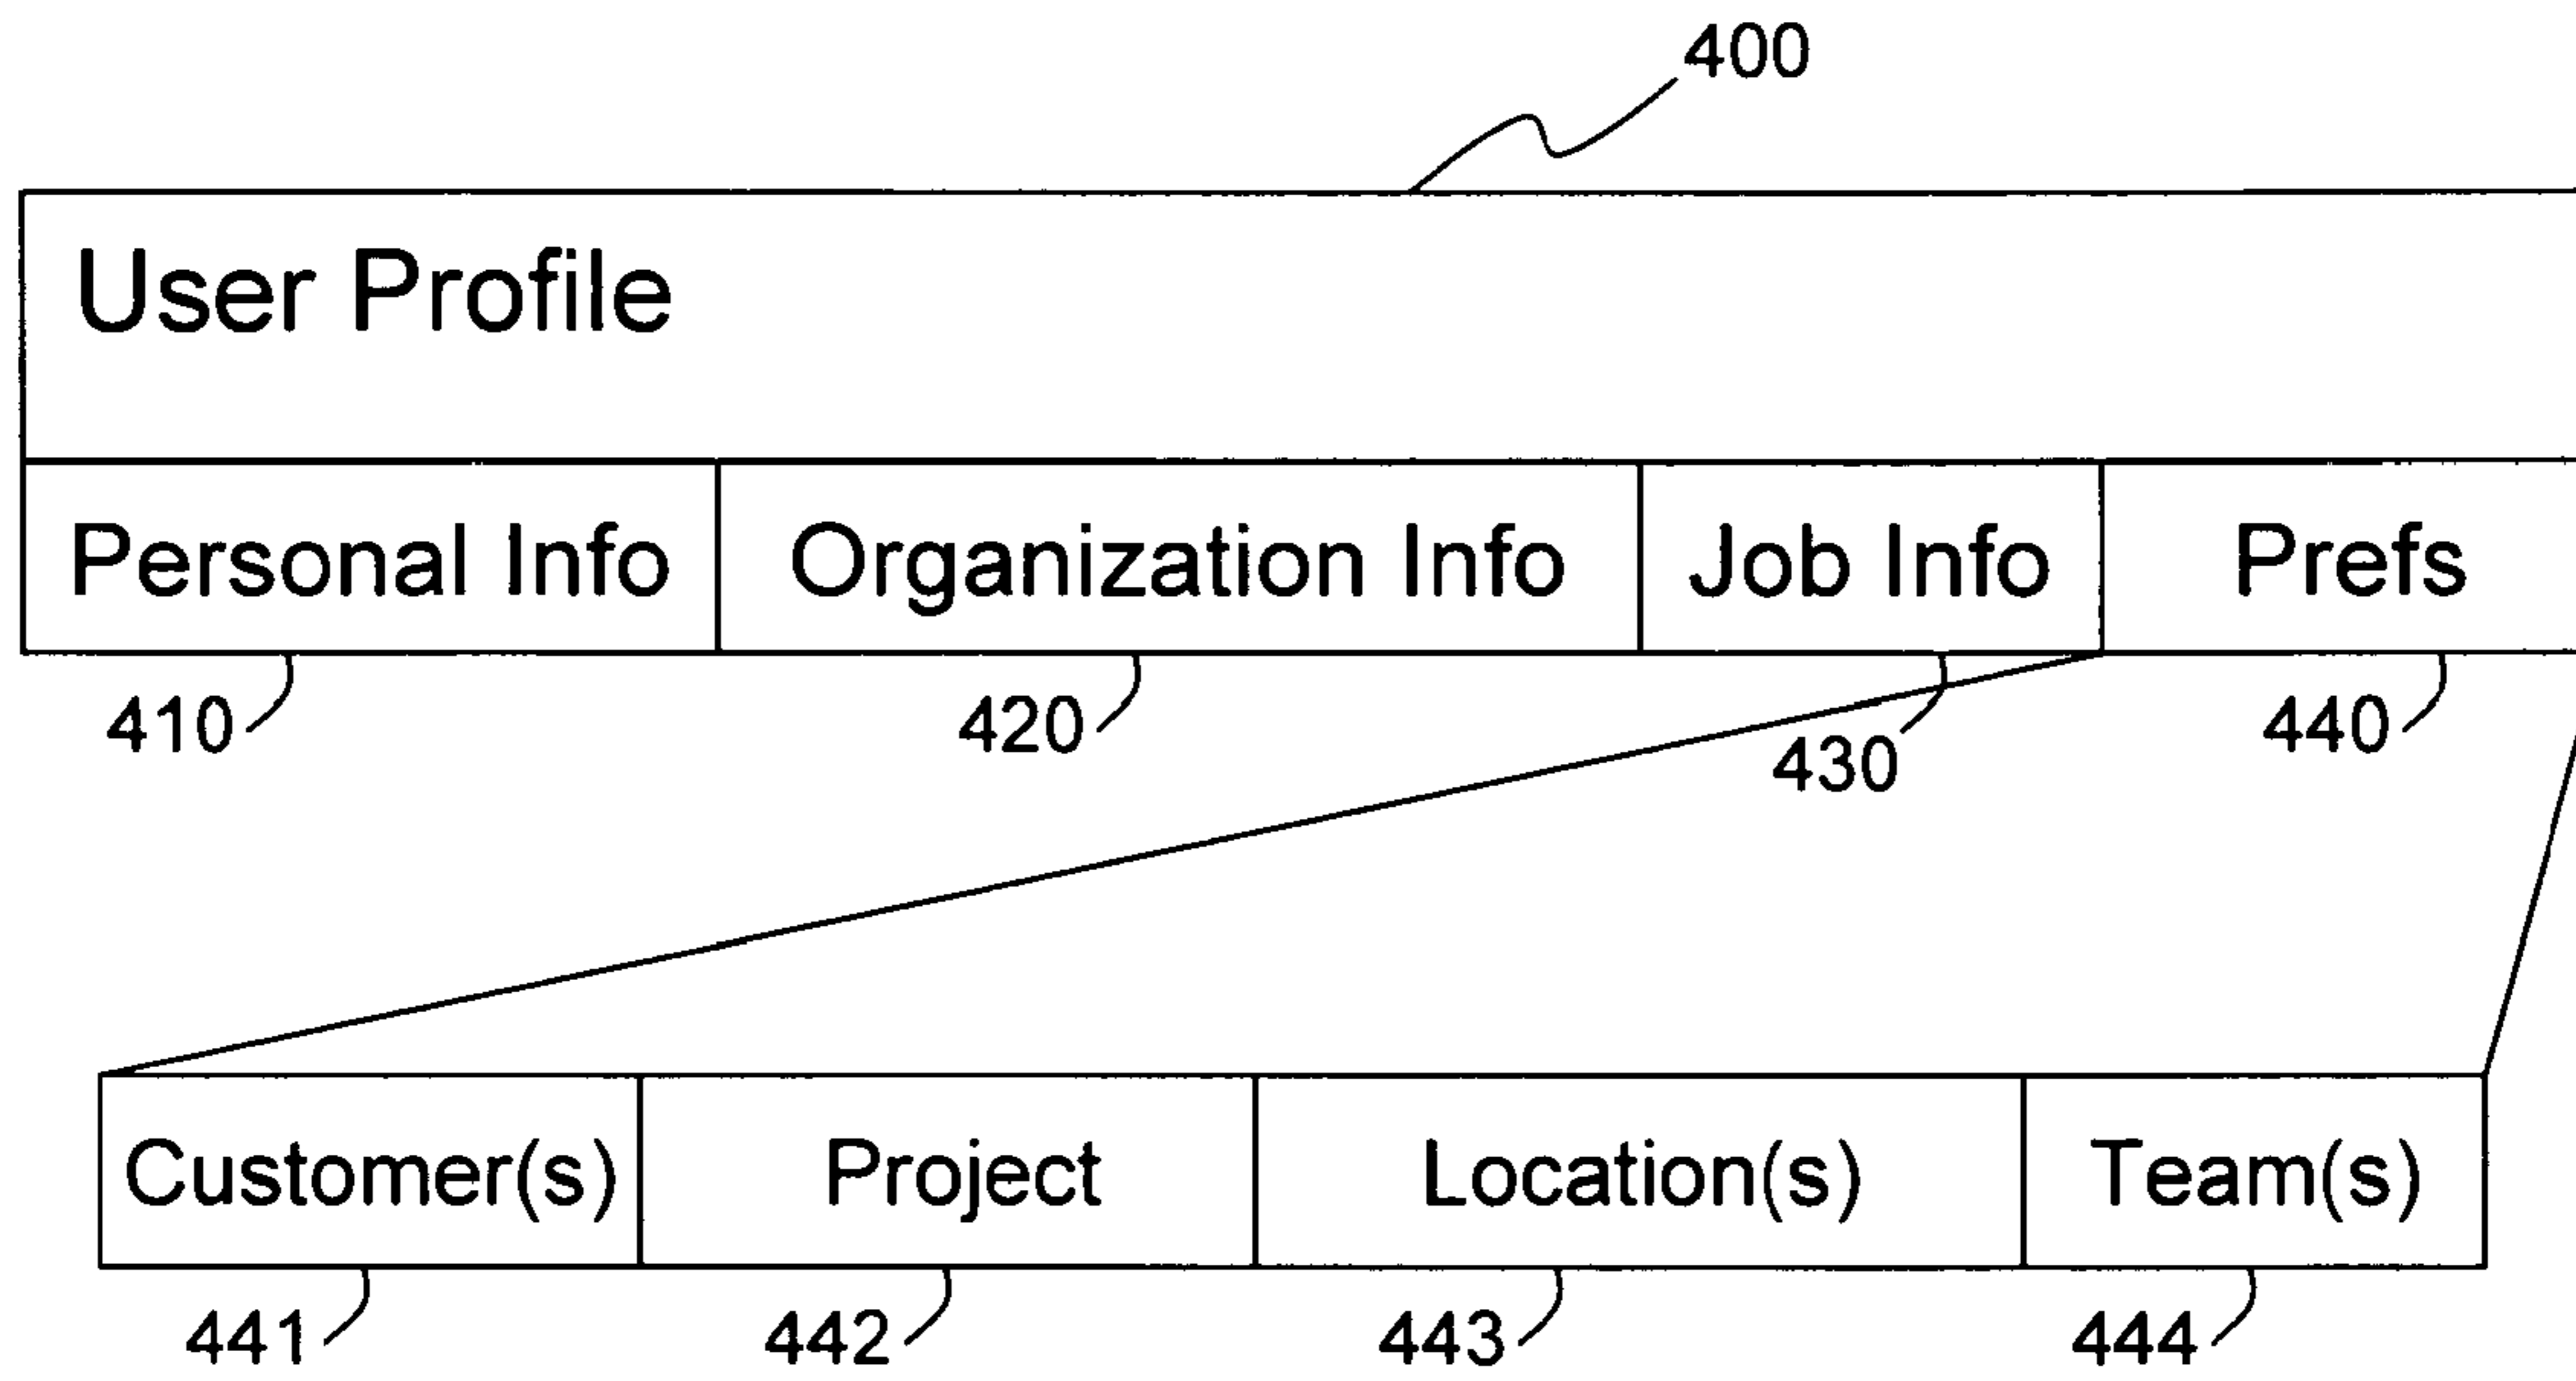 400
User Profile
Personal Info Organization Info Job Info Prefs
410 420 430 440
Customer(s) Project Location(s) Team(s)
441 442 443 444